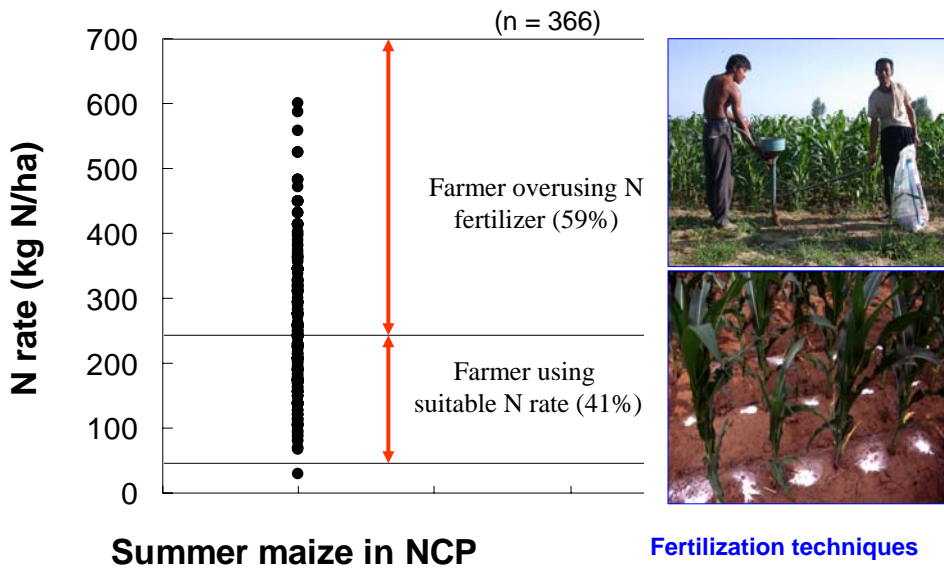 (n = 366)
700
600
500
400
300
200
100
0
N rate (kg N/ha)
Farmer overusing N
fertilizer (59%)
Farmer using
suitable N rate (41%)
Summer maize in NCP
Fertilization techniques